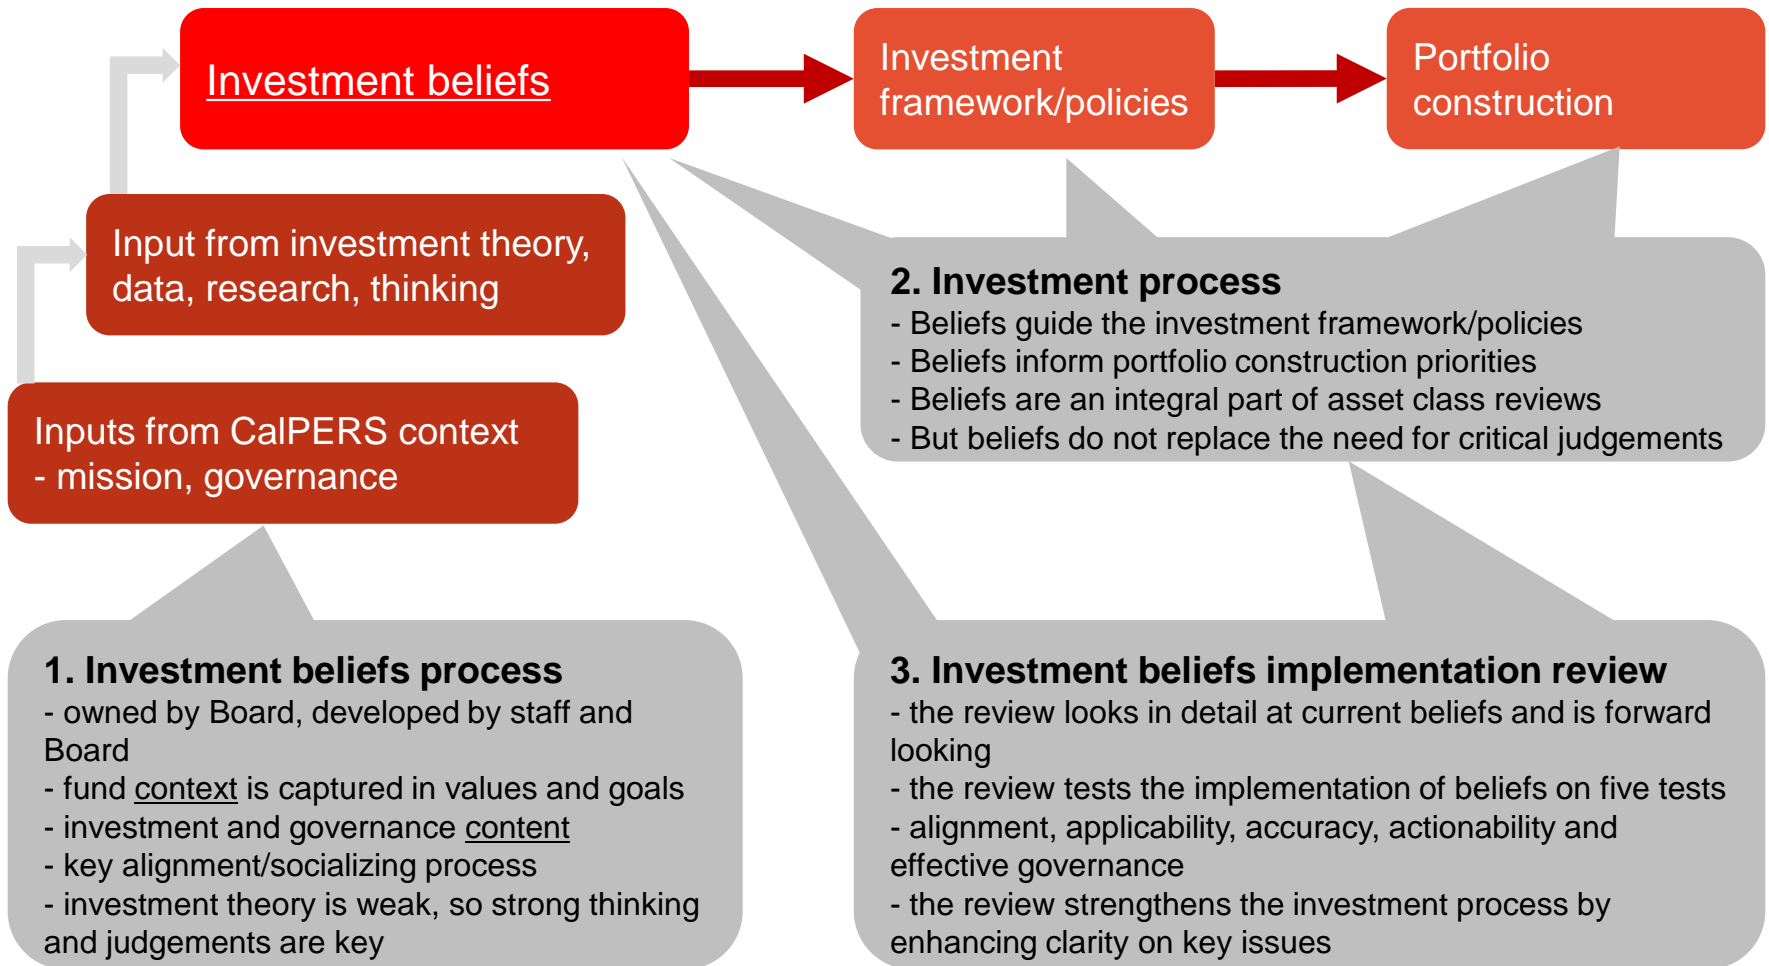 Investment beliefs
Investment
framework/policies
Portfolio
construction
Input from investment theory,
data, research, thinking
Inputs from CalPERS context
- mission, governance
2. Investment process
- Beliefs guide the investment framework/policies
- Beliefs inform portfolio construction priorities
- Beliefs are an integral part of asset class reviews
- But beliefs do not replace the need for critical judgements
1. Investment beliefs process
- owned by Board, developed by staff and
Board
- fund context is captured in values and goals
- investment and governance content
- key alignment/socializing process
- investment theory is weak, so strong thinking
and judgements are key
3. Investment beliefs implementation review
- the review looks in detail at current beliefs and is forward
looking
- the review tests the implementation of beliefs on five tests
- alignment, applicability, accuracy, actionability and
effective governance
- the review strengthens the investment process by
enhancing clarity on key issues